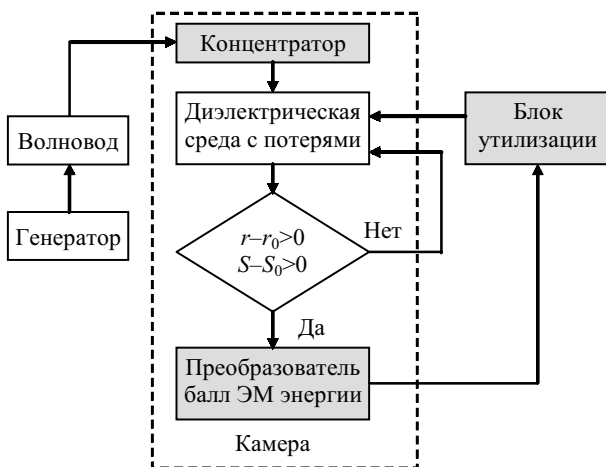 Концентратор
Диэлектрическая
среда с потерями
Блок
утилизации
Волновод
Генератор
r–r₀>0
S–S₀>0
Нет
Да
Преобразователь
балл ЭМ энергии
Камера